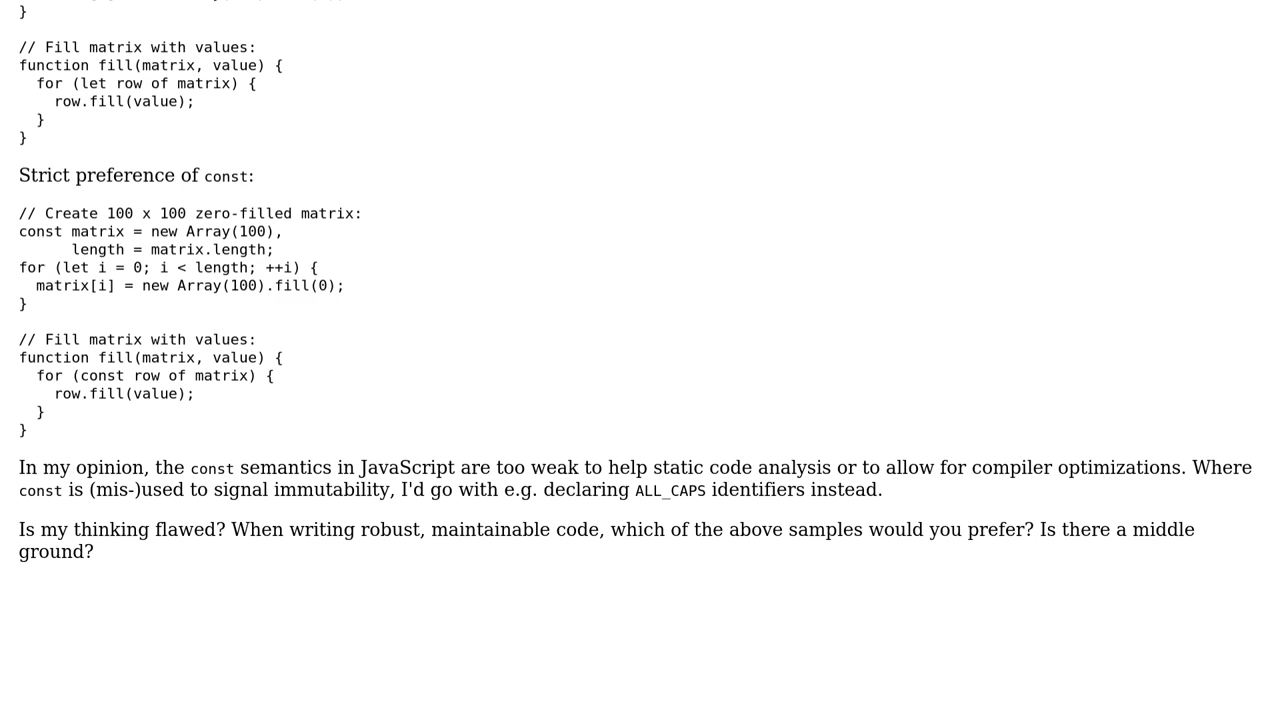 }
// Fill matrix with values:
function fill(matrix, value) {
  for (let row of matrix) {
    row.fill(value);
  }
}
Strict preference of const:
// Create 100 x 100 zero-filled matrix:
const matrix = new Array(100),
      length = matrix.length;
for (let i = 0; i < length; ++i) {
  matrix[i] = new Array(100).fill(0);
}
// Fill matrix with values:
function fill(matrix, value) {
  for (const row of matrix) {
    row.fill(value);
  }
}
In my opinion, the const semantics in JavaScript are too weak to help static code analysis or to allow for compiler optimizations. Where
const is (mis-)used to signal immutability, I'd go with e.g. declaring ALL_CAPS identifiers instead.
Is my thinking flawed? When writing robust, maintainable code, which of the above samples would you prefer? Is there a middle
ground?